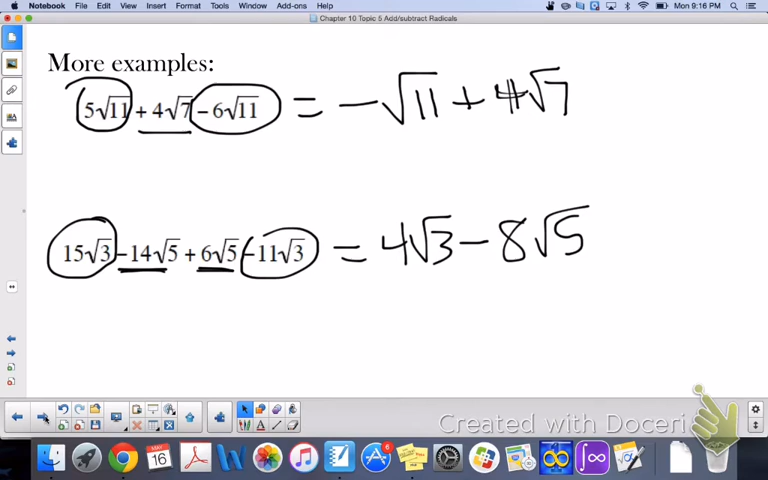 Notebook File Edit View Insert Format Tools Window Add-ons Help Mon 9:16 PM
Chapter 10 Topic 5 Add/subtract Radicals
More examples:
5√11 + 4√7 − 6√11 = −√11 + 4√7
15√3 −14√5 + 6√5 −11√3 = 4√3 − 8√5
Created with Doceri
MAY
16
6